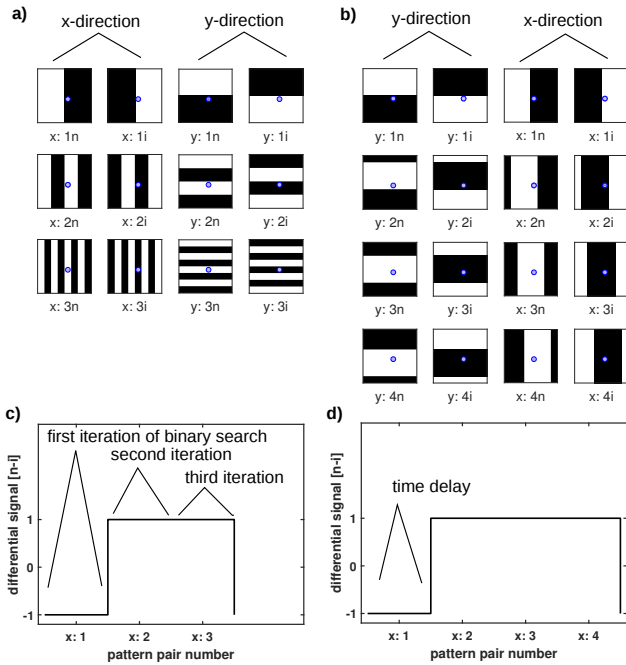 a)
x-direction
y-direction
x: 1n
x: 1i
y: 1n
y: 1i
x: 2n
x: 2i
y: 2n
y: 2i
x: 3n
x: 3i
y: 3n
y: 3i
b)
y-direction
x-direction
y: 1n
y: 1i
x: 1n
x: 1i
y: 2n
y: 2i
x: 2n
x: 2i
y: 3n
y: 3i
x: 3n
x: 3i
y: 4n
y: 4i
x: 4n
x: 4i
c)
first iteration of binary search
second iteration
third iteration
differential signal [n-i]
1
-1
x: 1
x: 2
x: 3
pattern pair number
d)
time delay
differential signal [n-i]
1
-1
x: 1
x: 2
x: 3
x: 4
pattern pair number